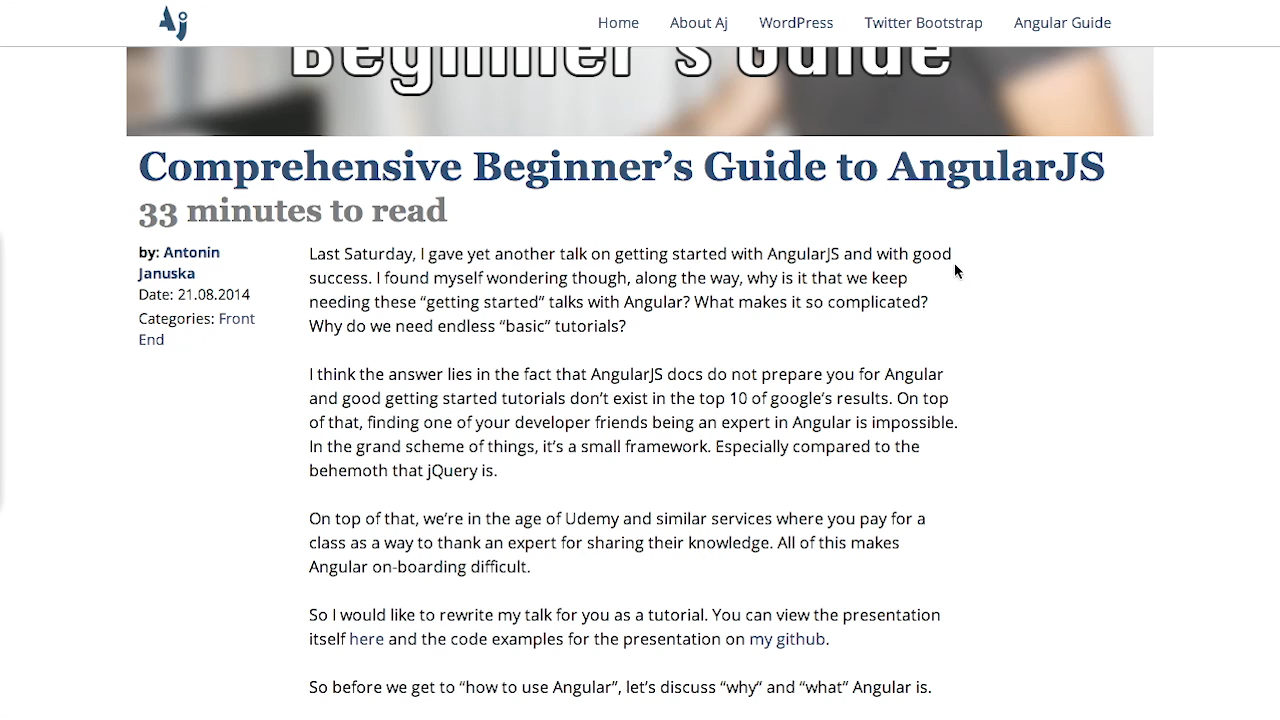 Aj
Home About Aj WordPress Twitter Bootstrap Angular Guide
Beginner's Guide
Comprehensive Beginner’s Guide to AngularJS
33 minutes to read
by: Antonin
Januska
Date: 21.08.2014
Categories: Front
End
Last Saturday, I gave yet another talk on getting started with AngularJS and with good
success. I found myself wondering though, along the way, why is it that we keep
needing these “getting started” talks with Angular? What makes it so complicated?
Why do we need endless “basic” tutorials?
I think the answer lies in the fact that AngularJS docs do not prepare you for Angular
and good getting started tutorials don’t exist in the top 10 of google’s results. On top
of that, finding one of your developer friends being an expert in Angular is impossible.
In the grand scheme of things, it’s a small framework. Especially compared to the
behemoth that jQuery is.
On top of that, we’re in the age of Udemy and similar services where you pay for a
class as a way to thank an expert for sharing their knowledge. All of this makes
Angular on-boarding difficult.
So I would like to rewrite my talk for you as a tutorial. You can view the presentation
itself here and the code examples for the presentation on my github.
So before we get to “how to use Angular”, let’s discuss “why“ and “what” Angular is.